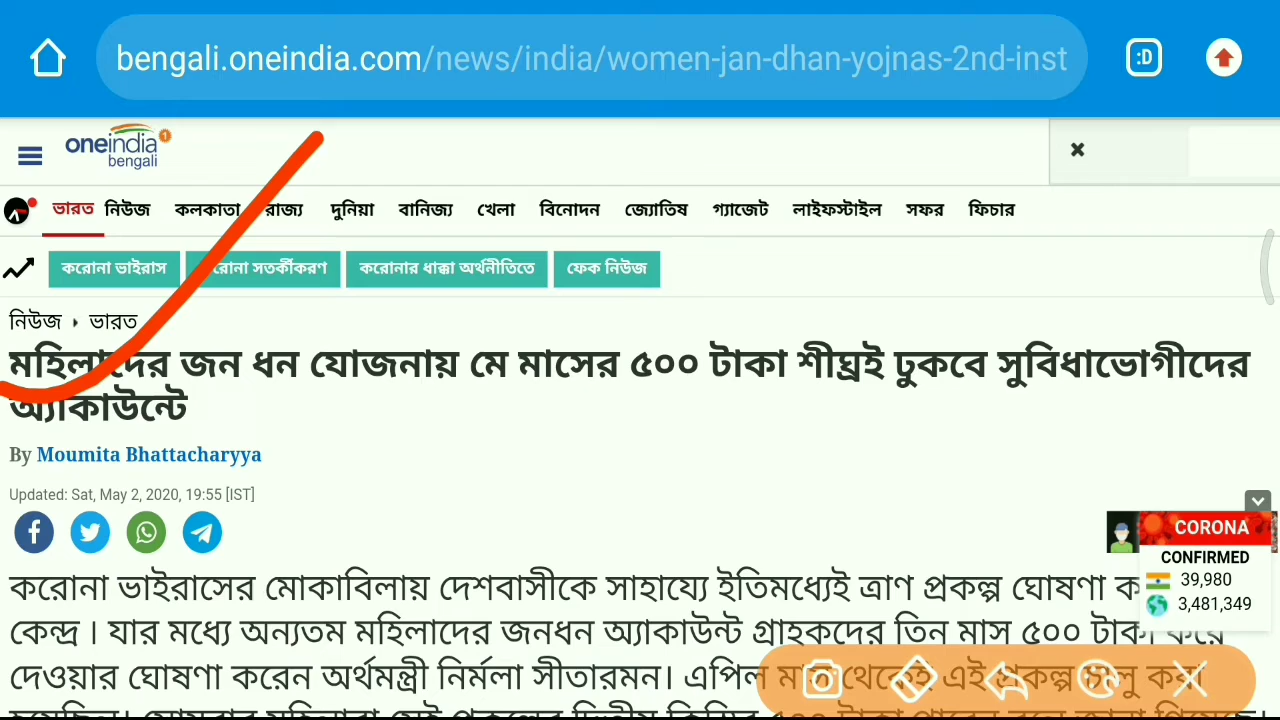 bengali.oneindia.com/news/india/women-jan-dhan-yojnas-2nd-inst
:D
oneindia
bengali
1
ভারত নিউজ কলকাতা রাজ্য দুনিয়া বানিজ্য খেলা বিনোদন জ্যোতিষ গ্যাজেট লাইফস্টাইল সফর ফিচার
করোনা ভাইরাস করোনা সতর্কীকরণ করোনার ধাক্কা অর্থনীতিতে ফেক নিউজ
নিউজ ভারত
মহিলাদের জন ধন যোজনায় মে মাসের ৫০০ টাকা শীঘ্রই ঢুকবে সুবিধাভোগীদের
অ্যাকাউন্টে
By Moumita Bhattacharyya
Updated: Sat, May 2, 2020, 19:55 [IST]
CORONA
CONFIRMED
39,980
3,481,349
করোনা ভাইরাসের মোকাবিলায় দেশবাসীকে সাহায্যে ইতিমধ্যেই ত্রাণ প্রকল্প ঘোষণা
কেন্দ্র। যার মধ্যে অন্যতম মহিলাদের জনধন অ্যাকাউন্ট গ্রাহকদের তিন মাস ৫০০ টাকা করে
দেওয়ার ঘোষণা করেন অর্থমন্ত্রী নির্মলা সীতারমন। এপিল মাস থেকেই এই প্রকল্প চালু করা